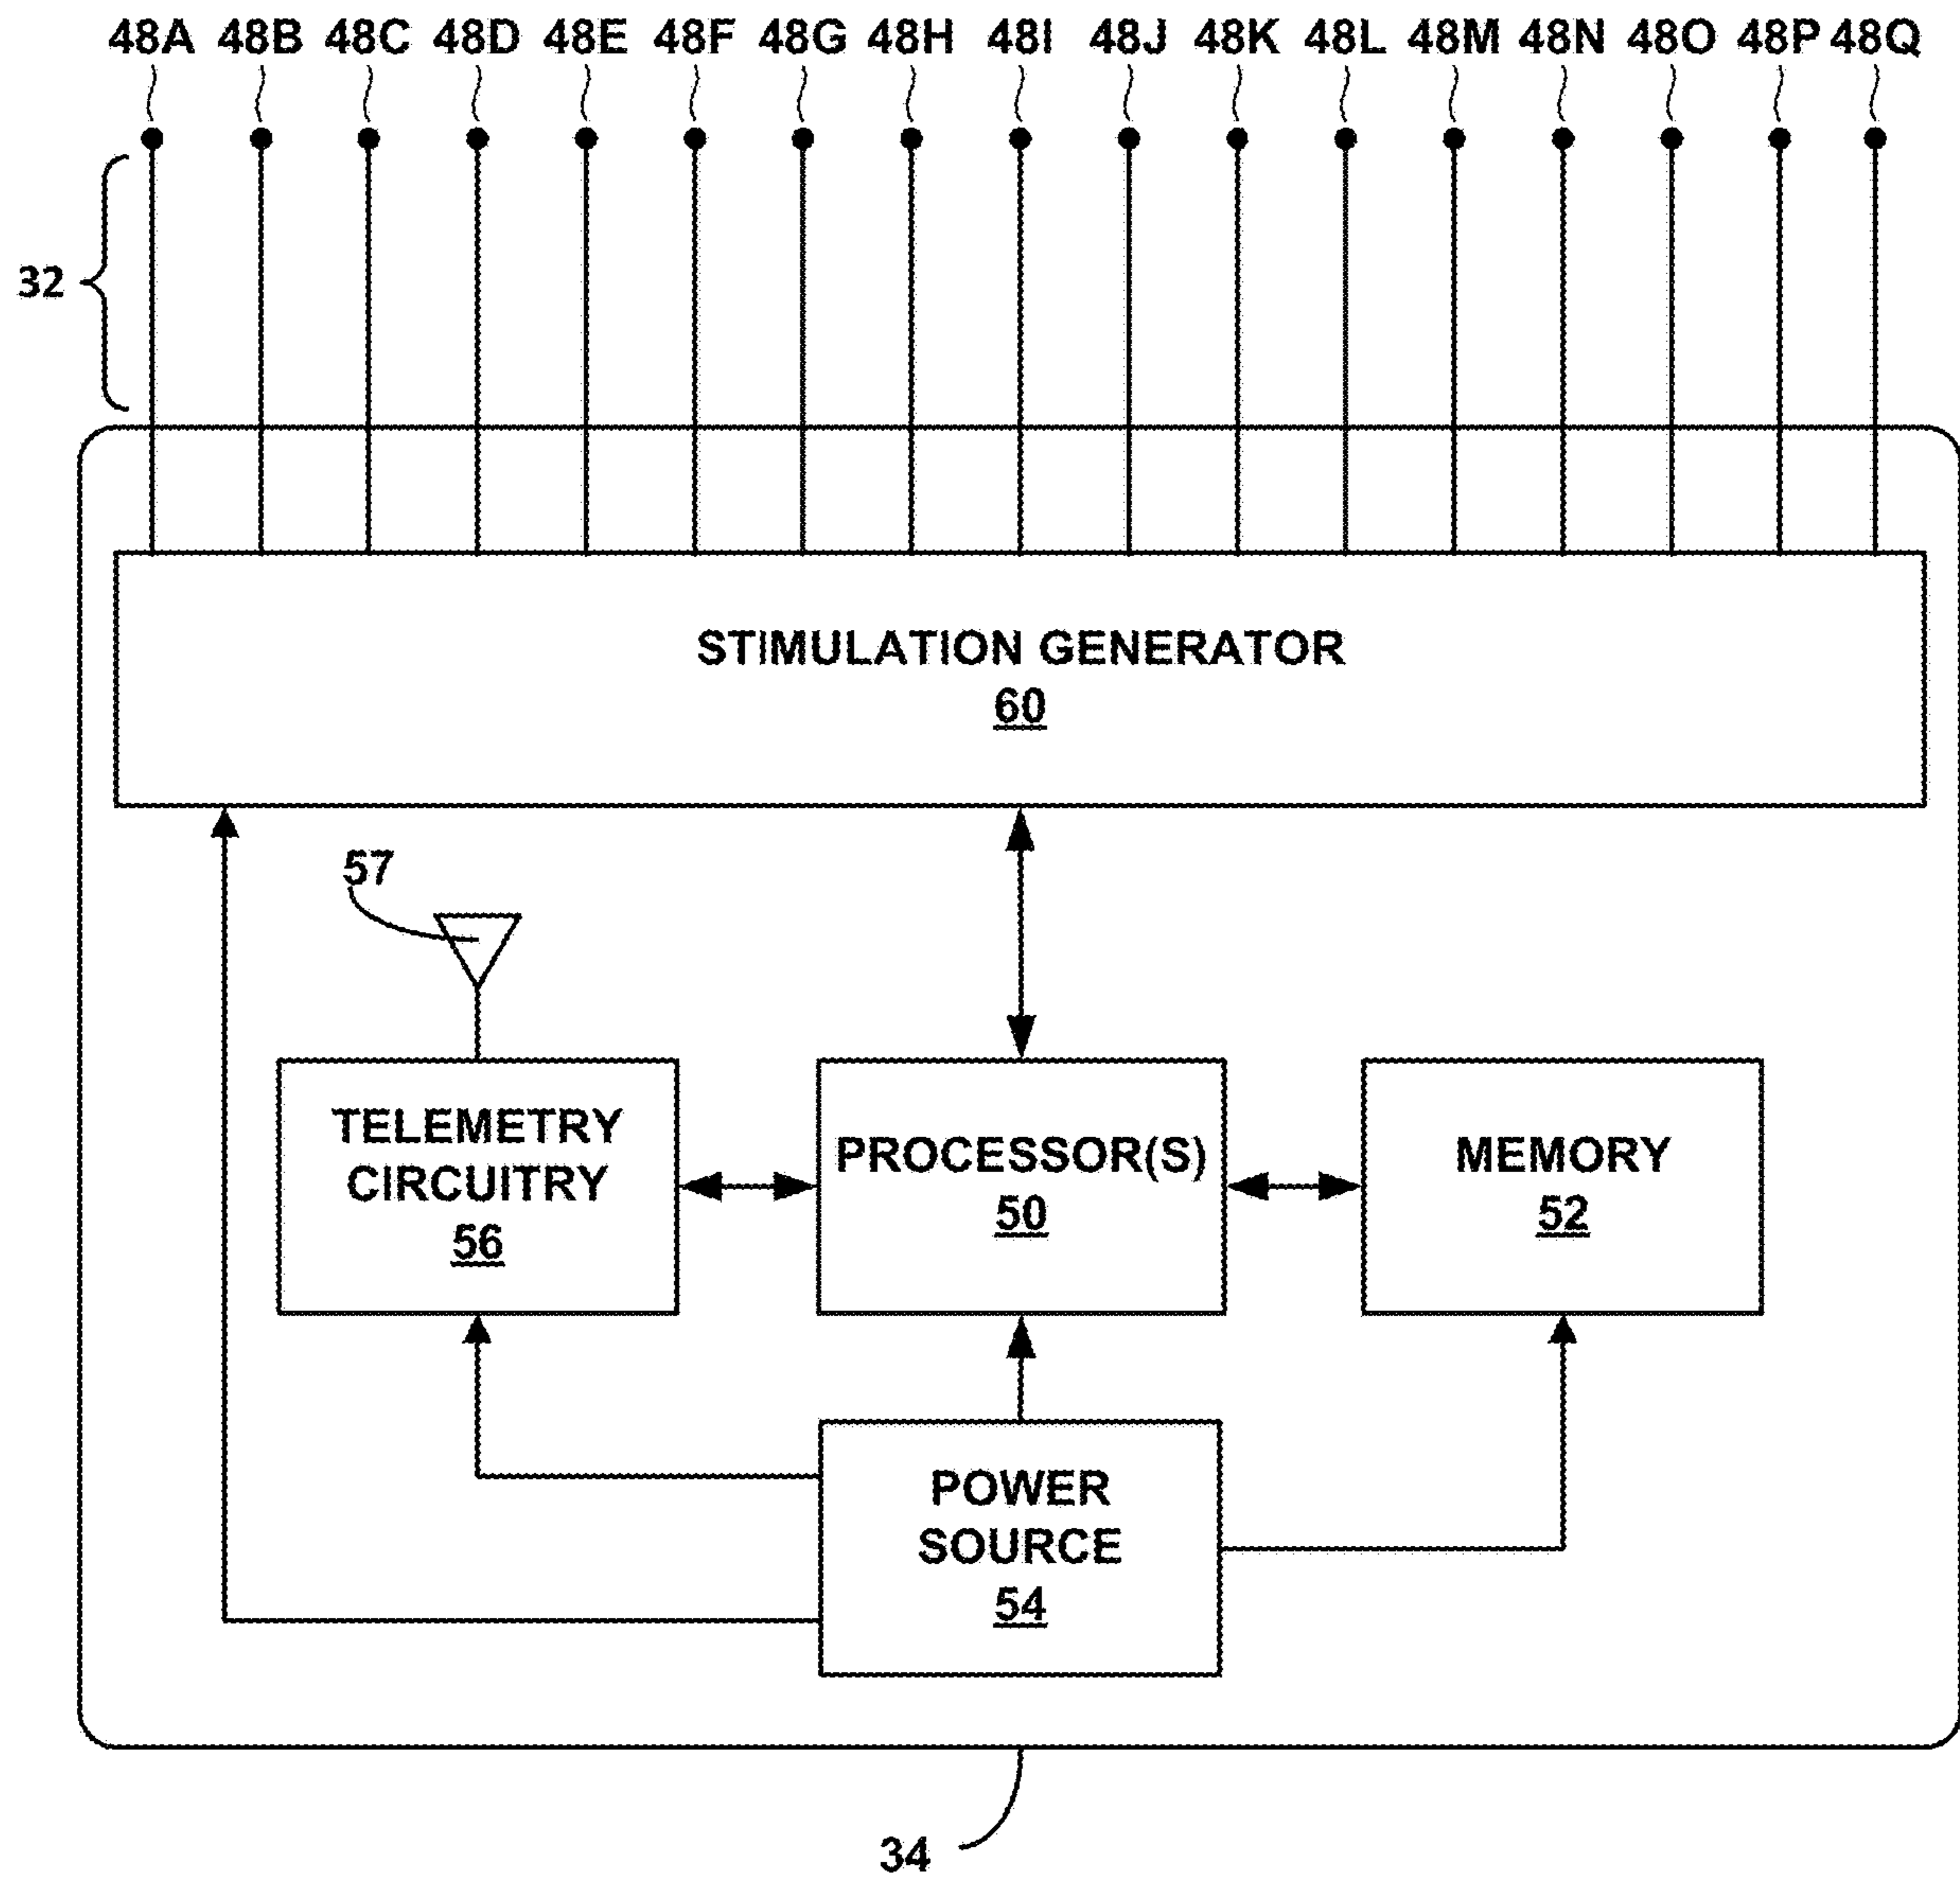 48A 48B 48C 48D 48E 48F 48G 48H 48I 48J 48K 48L 48M 48N 48O 48P 48Q
32
STIMULATION GENERATOR
60
57
TELEMETRY
CIRCUITRY
56
PROCESSOR(S)
50
MEMORY
52
POWER
SOURCE
54
34